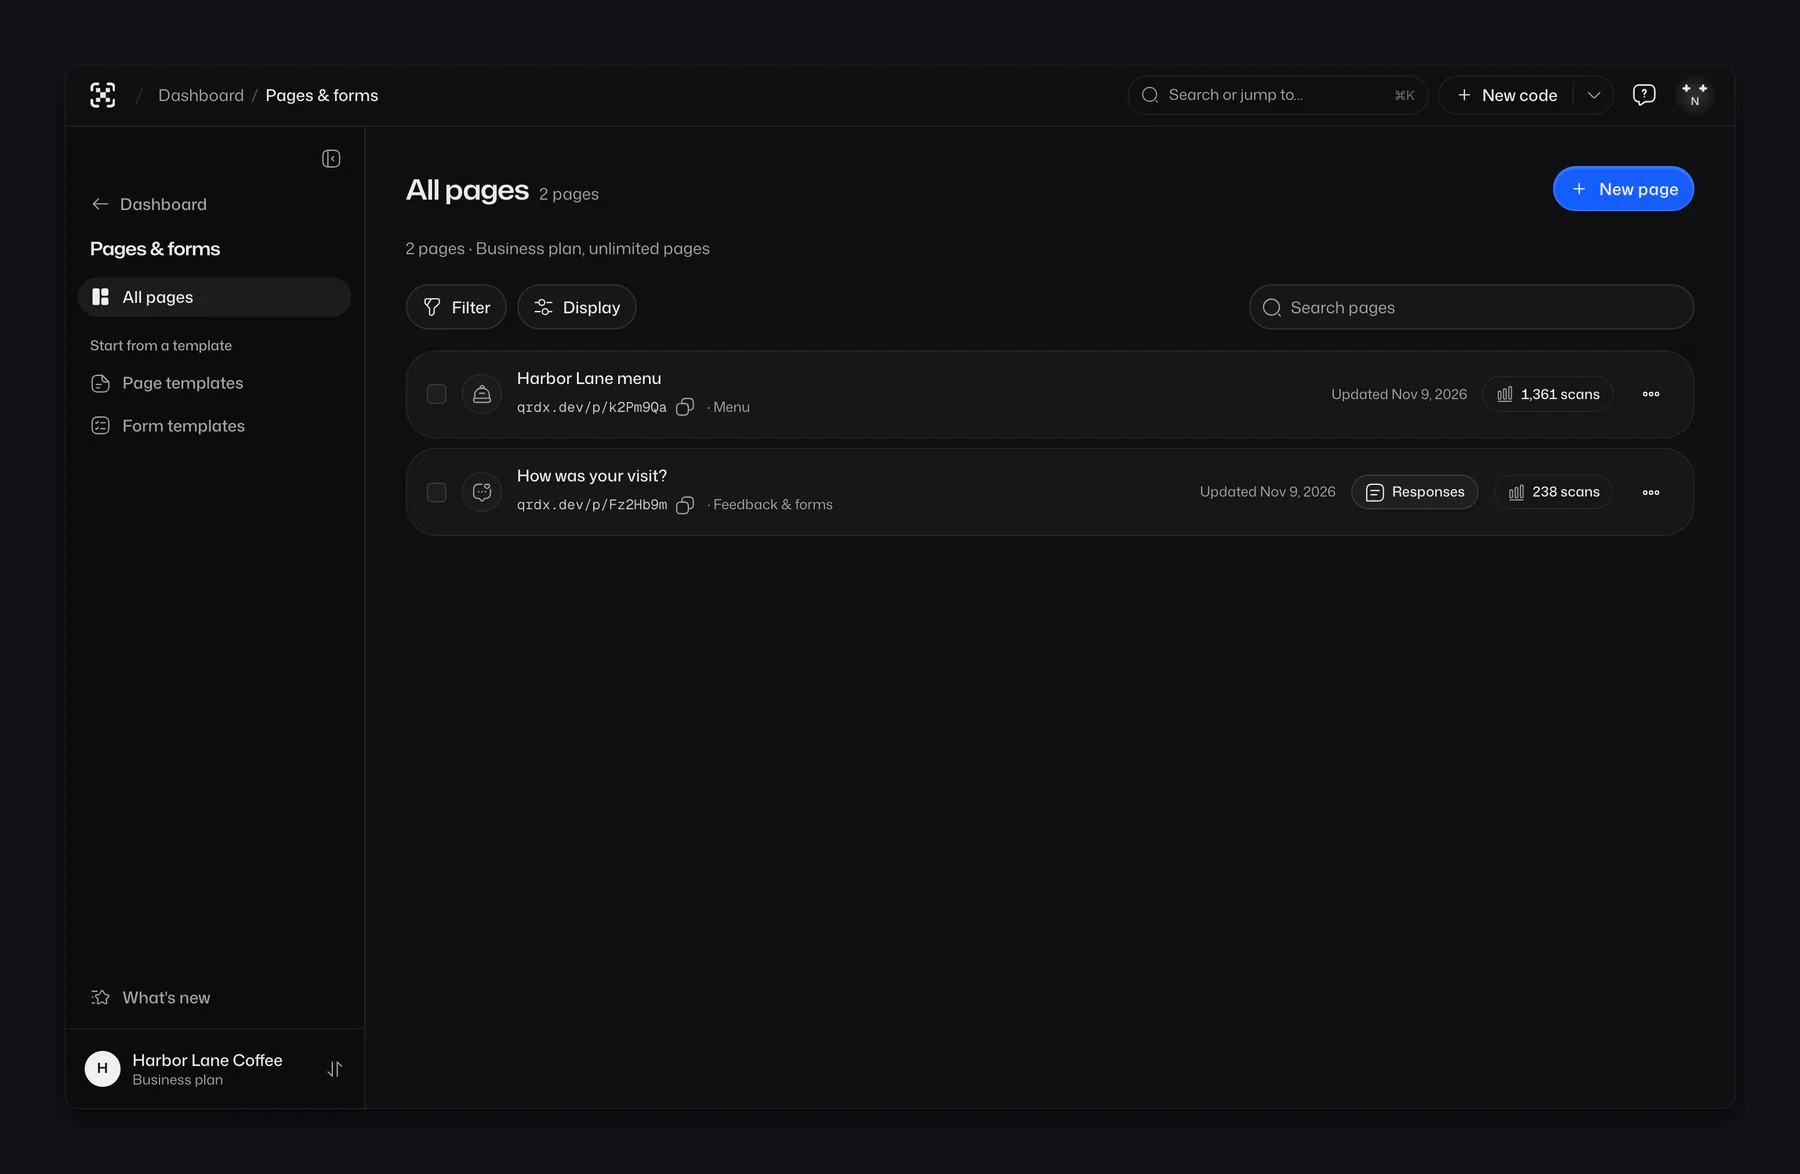 / Dashboard / Pages & forms
Search or jump to... ⌘K
+ New code
N
← Dashboard
Pages & forms
All pages
Start from a template
Page templates
Form templates
What's new
H
Harbor Lane Coffee
Business plan
All pages 2 pages
+ New page
2 pages · Business plan, unlimited pages
Filter
Display
Search pages
Harbor Lane menu
qrdx.dev/p/k2Pm9Qa · Menu
Updated Nov 9, 2026
1,361 scans
How was your visit?
qrdx.dev/p/Fz2Hb9m · Feedback & forms
Updated Nov 9, 2026
Responses
238 scans